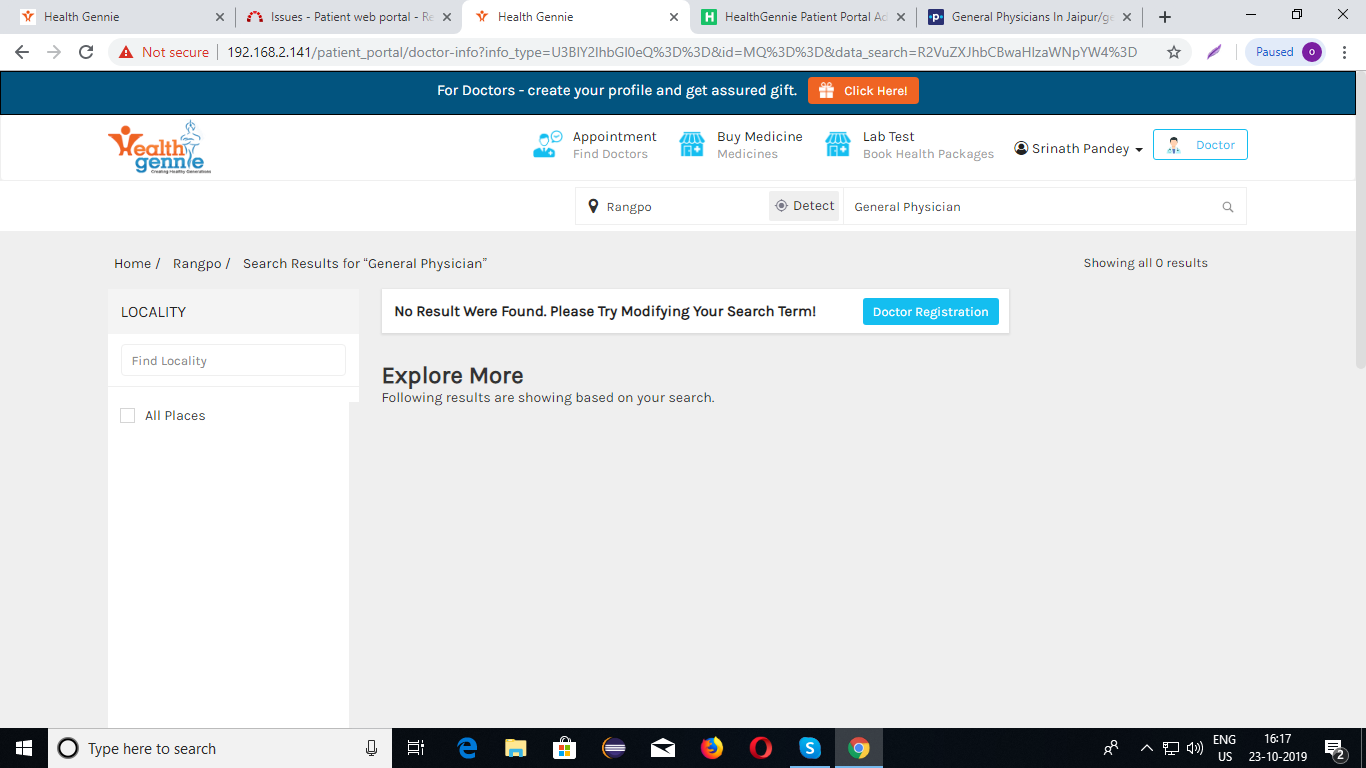 Health Gennie
Issues - Patient web portal - Re
Health Gennie
HealthGennie Patient Portal Ad
General Physicians In Jaipur/ge
Not secure
192.168.2.141/patient_portal/doctor-info?info_type=U3BlY2lhbGl0eQ%3D%3D&id=MQ%3D%3D&data_search=R2VuZXJhbCBwaHlzaWNpYW4%3D
Paused
o
For Doctors - create your profile and get assured gift.
Click Here!
Health
gennie
Creating Healthy Generations
Appointment
Find Doctors
Buy Medicine
Medicines
Lab Test
Book Health Packages
Srinath Pandey
Doctor
Rangpo
Detect
General Physician
Home / Rangpo / Search Results for “General Physician”
Showing all 0 results
LOCALITY
Find Locality
All Places
No Result Were Found. Please Try Modifying Your Search Term!
Doctor Registration
Explore More
Following results are showing based on your search.
Type here to search
ENG
US
16:17
23-10-2019
2